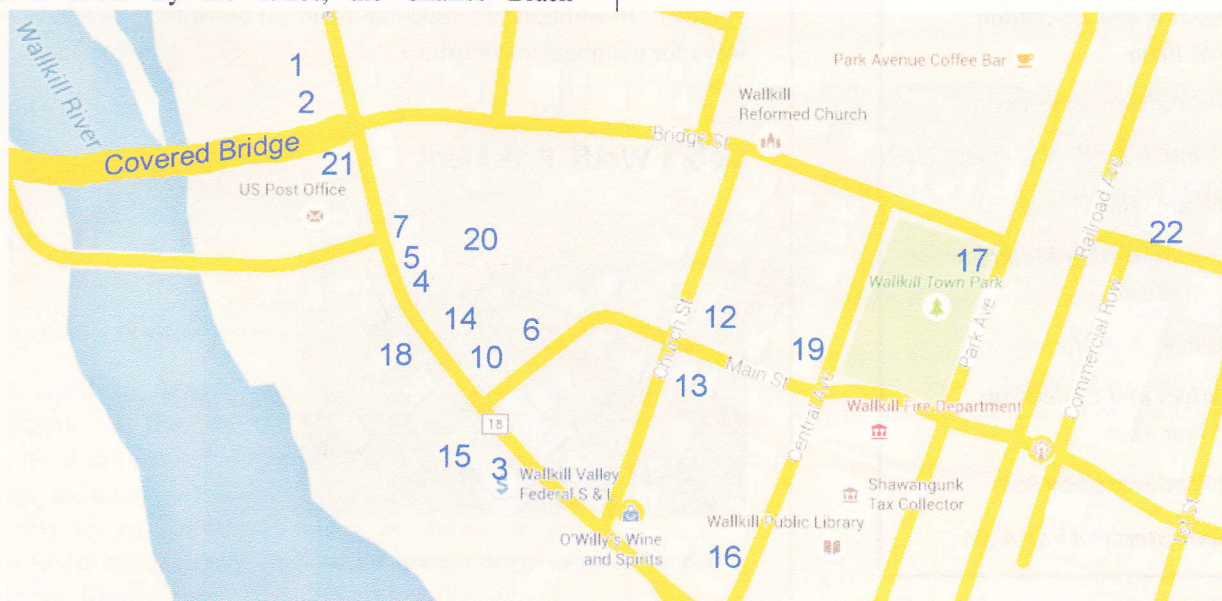 1
2
Wallkill River
Covered Bridge
21
US Post Office
7
5
4
20
14
6
18
10
18
15
3
Wallkill Valley
Federal S & L
O'Willy's Wine
and Spirits
Park Avenue Coffee Bar
Wallkill
Reformed Church
Bridge St
Church St
12
13
Main St
19
Central Ave
17
Wallkill Town Park
Park Ave
Railroad Ave
22
Commercial Row
Wallkill Fire Department
Shawangunk
Tax Collector
Wallkill Public Library
16